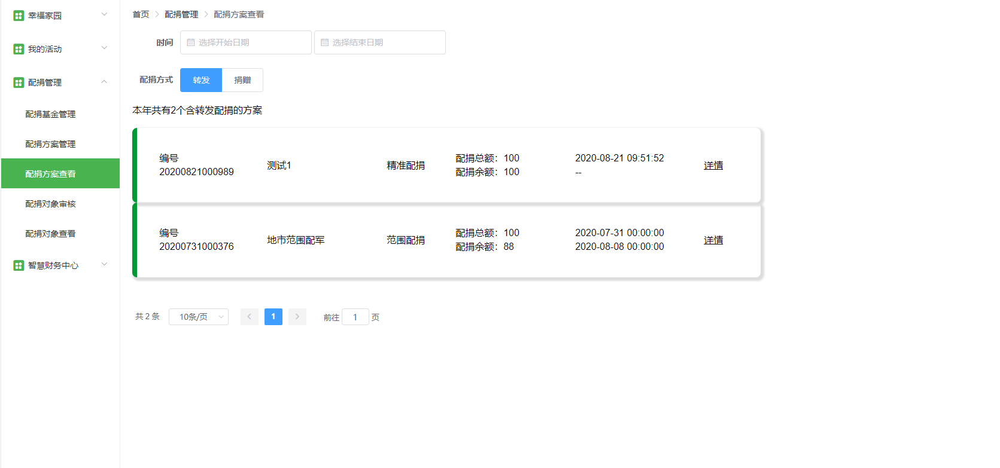 幸福家园
我的活动
配捐管理
配捐基金管理
配捐方案管理
配捐方案查看
配捐对象审核
配捐对象查看
智慧财务中心
首页 配捐管理 配捐方案查看
时间 选择开始日期 选择结束日期
配捐方式 转发 捐赠
本年共有2个含转发配捐的方案
编号
20200821000989
测试1
精准配捐
配捐总额：100
配捐余额：100
2020-08-21 09:51:52
--
详情
编号
20200731000376
地市范围配军
范围配捐
配捐总额：100
配捐余额：88
2020-07-31 00:00:00
2020-08-08 00:00:00
详情
共 2 条 10条/页 1 前往 1 页